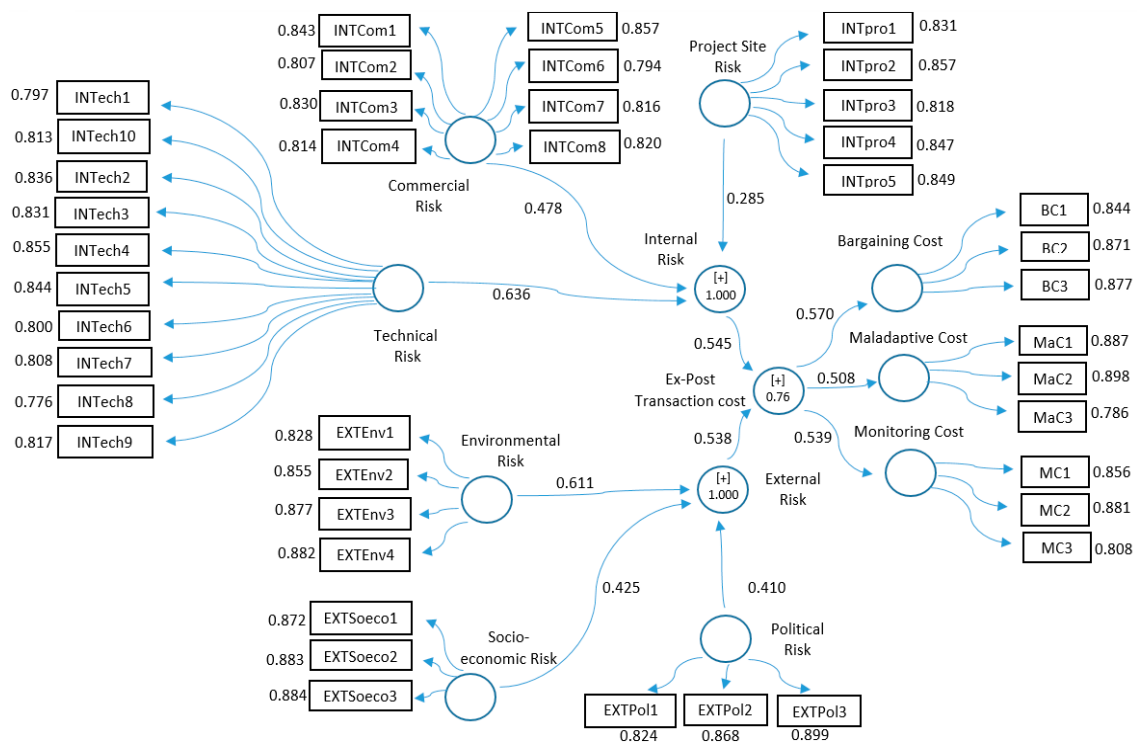 0.843
INTCom1
0.807
INTCom2
0.830
INTCom3
0.814
INTCom4
INTCom5
0.857
INTCom6
0.794
INTCom7
0.816
INTCom8
0.820
Commercial
Risk
0.478
Project Site
Risk
INTpro1
0.831
INTpro2
0.857
INTpro3
0.818
INTpro4
0.847
INTpro5
0.849
0.285
0.797
INTech1
0.813
INTech10
0.836
INTech2
0.831
INTech3
0.855
INTech4
0.844
INTech5
0.800
INTech6
0.808
INTech7
0.776
INTech8
0.817
INTech9
Technical
Risk
0.636
Internal
Risk
[+]
1.000
0.545
Ex-Post
Transaction cost
[+]
0.76
0.570
0.508
0.539
0.538
Bargaining Cost
BC1
0.844
BC2
0.871
BC3
0.877
Maladaptive Cost
MaC1
0.887
MaC2
0.898
MaC3
0.786
Monitoring Cost
MC1
0.856
MC2
0.881
MC3
0.808
0.828
EXTEnv1
0.855
EXTEnv2
0.877
EXTEnv3
0.882
EXTEnv4
Environmental
Risk
0.611
[+]
1.000
External
Risk
0.425
0.410
0.872
EXTSoeco1
0.883
EXTSoeco2
0.884
EXTSoeco3
Socio-
economic Risk
Political
Risk
EXTPol1
EXTPol2
EXTPol3
0.824
0.868
0.899